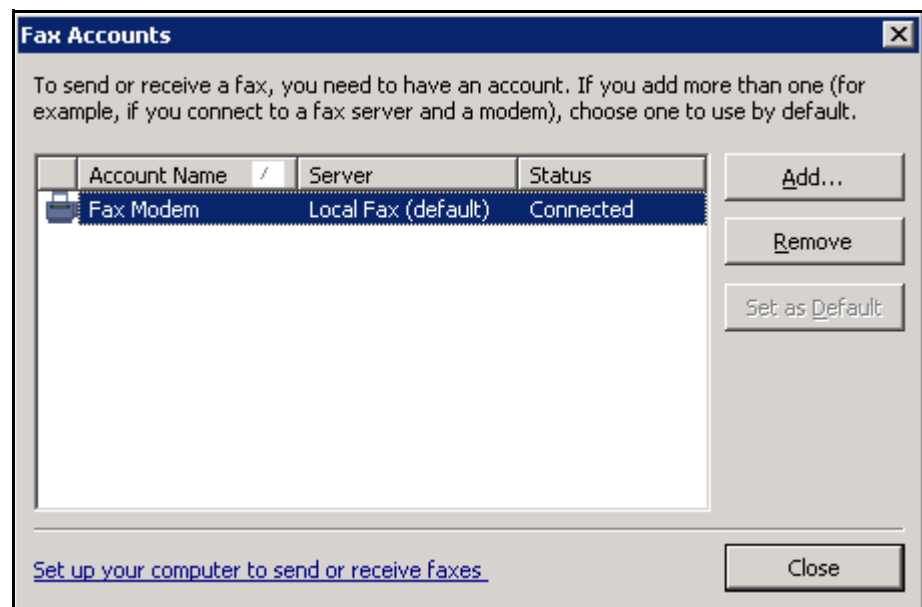 Fax Accounts
To send or receive a fax, you need to have an account. If you add more than one (for
example, if you connect to a fax server and a modem), choose one to use by default.
Account Name / Server Status
Fax Modem Local Fax (default) Connected
Add...
Remove
Set as Default
Set up your computer to send or receive faxes
Close